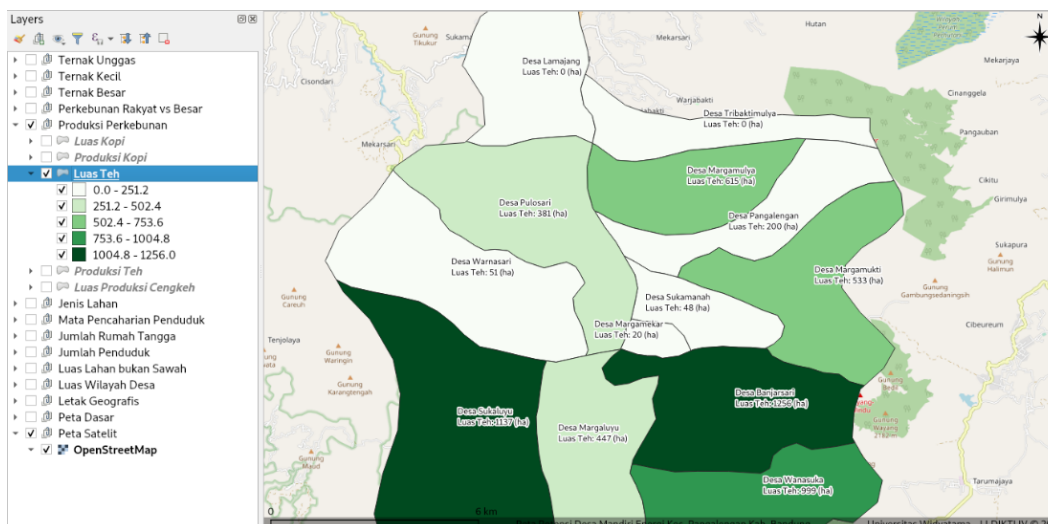 Layers
Ternak Unggas
Ternak Kecil
Ternak Besar
Perkebunan Rakyat vs Besar
Produksi Perkebunan
Luas Kopi
Produksi Kopi
Luas Teh
0.0 - 251.2
251.2 - 502.4
502.4 - 753.6
753.6 - 1004.8
1004.8 - 1256.0
Produksi Teh
Luas Produksi Cengkeh
Jenis Lahan
Mata Pencaharian Penduduk
Jumlah Rumah Tangga
Jumlah Penduduk
Luas Lahan bukan Sawah
Luas Wilayah Desa
Letak Geografis
Peta Dasar
Peta Satelit
OpenStreetMap
Gunung
Tikukur
Sukama
Mekarsari
Hutan
N
Mekarjaya
Cisondari
Desa Lamajang
Luas Teh: 0 (ha)
Warjabakti
Cinanggela
Desa Tribaktimulya
Luas Teh: 0 (ha)
Pangauban
Mekarsari
Desa Margamulya
Luas Teh: 615 (ha)
Cikitu
Girimulya
Desa Pulosari
Luas Teh: 381 (ha)
Desa Pangalengan
Luas Teh: 200 (ha)
Sukapura
Desa Warnasari
Luas Teh: 51 (ha)
Desa Margamukti
Luas Teh: 533 (ha)
Gunung
Halimun
Gunung
Gambungsedaningsih
Gunung
Careuh
Desa Sukamanah
Luas Teh: 48 (ha)
Desa Margamekar
Luas Teh: 20 (ha)
Cibeureum
Tenjolaya
Gunung
Waringin
Gunung
Karangtengah
Gunung
Bedil
Desa Banjarsari
Luas Teh: 1256 (ha)
Desa Sukaluyu
Luas Teh: 1137 (ha)
Desa Margaluyu
Luas Teh: 447 (ha)
Gunung
Wayang
2182 m
Gunung
Desa Wanasuka
Luas Teh: 999 (ha)
Tarumajaya
0
6 km